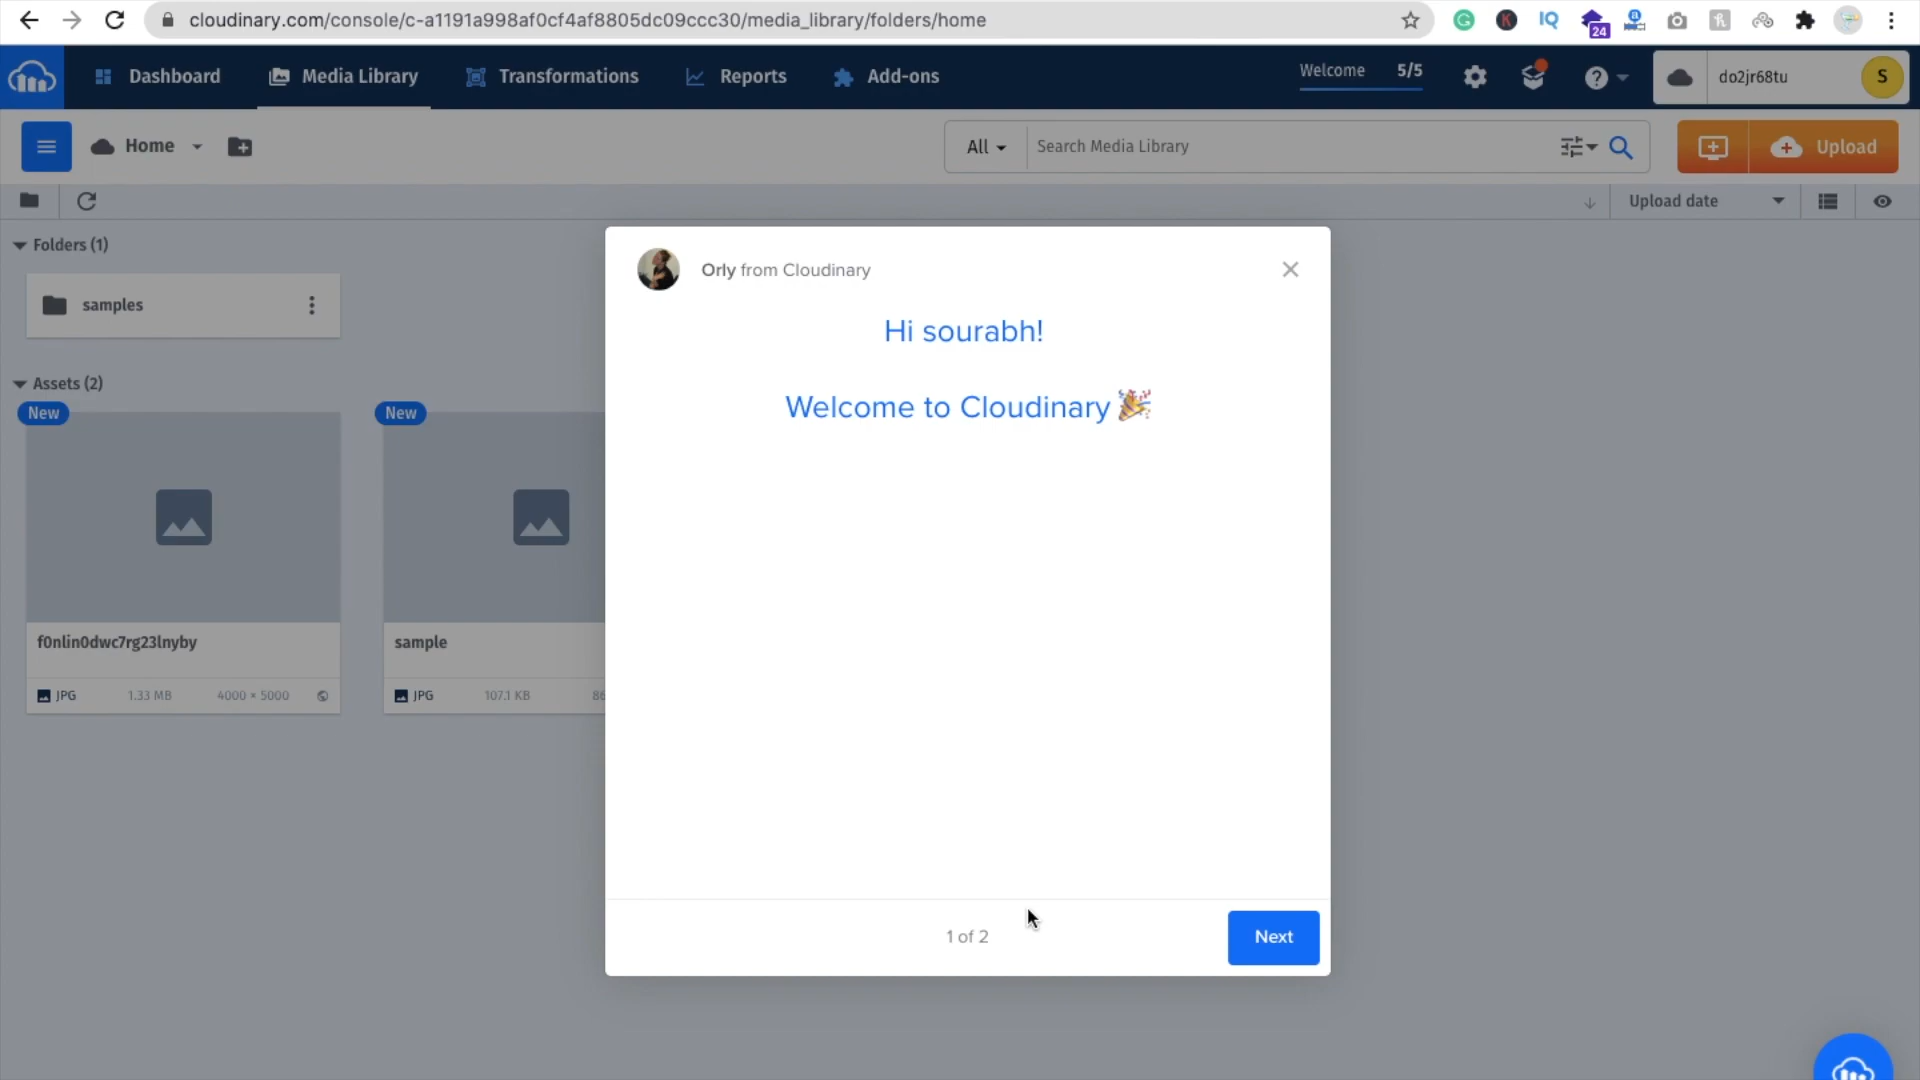 cloudinary.com/console/c-a1191a998af0cf4af8805dc09ccc30/media_library/folders/home
24
Dashboard
Media Library
Transformations
Reports
Add-ons
Welcome 5/5
do2jr68tu
S
Home
All
Search Media Library
Upload
Upload date
Folders (1)
samples
Assets (2)
New
New
f0nlin0dwc7rg23lnyby
sample
JPG 1.33 MB 4000 × 5000
JPG 107.1 KB 86
Orly from Cloudinary
Hi sourabh!
Welcome to Cloudinary 🎉
1 of 2
Next